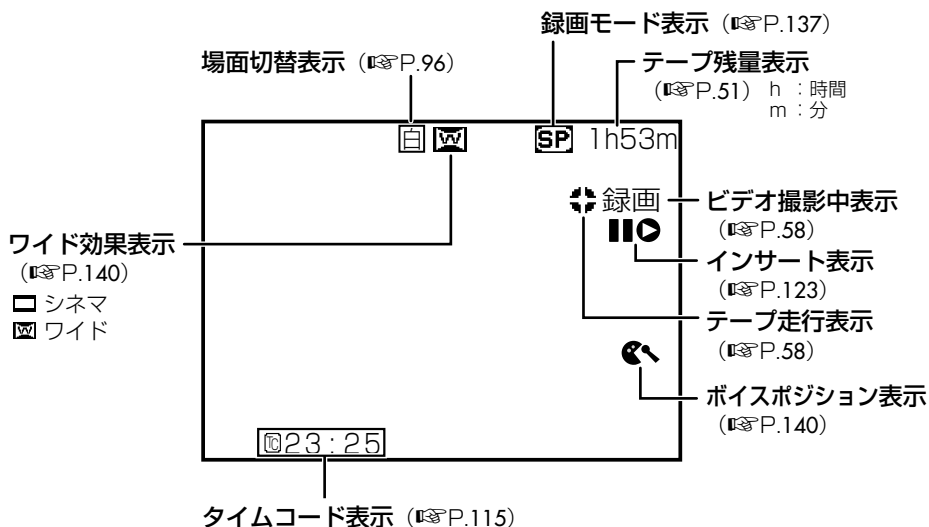 録画モード表示（☞P.137）
場面切替表示（☞P.96）
テープ残量表示
（☞P.51） h ：時間
m ：分
白 W SP 1h53m
録画
ビデオ撮影中表示
（☞P.58）
インサート表示
（☞P.123）
テープ走行表示
（☞P.58）
ボイスポジション表示
（☞P.140）
ワイド効果表示
（☞P.140）
シネマ
W ワイド
TC 23:25
タイムコード表示（☞P.115）